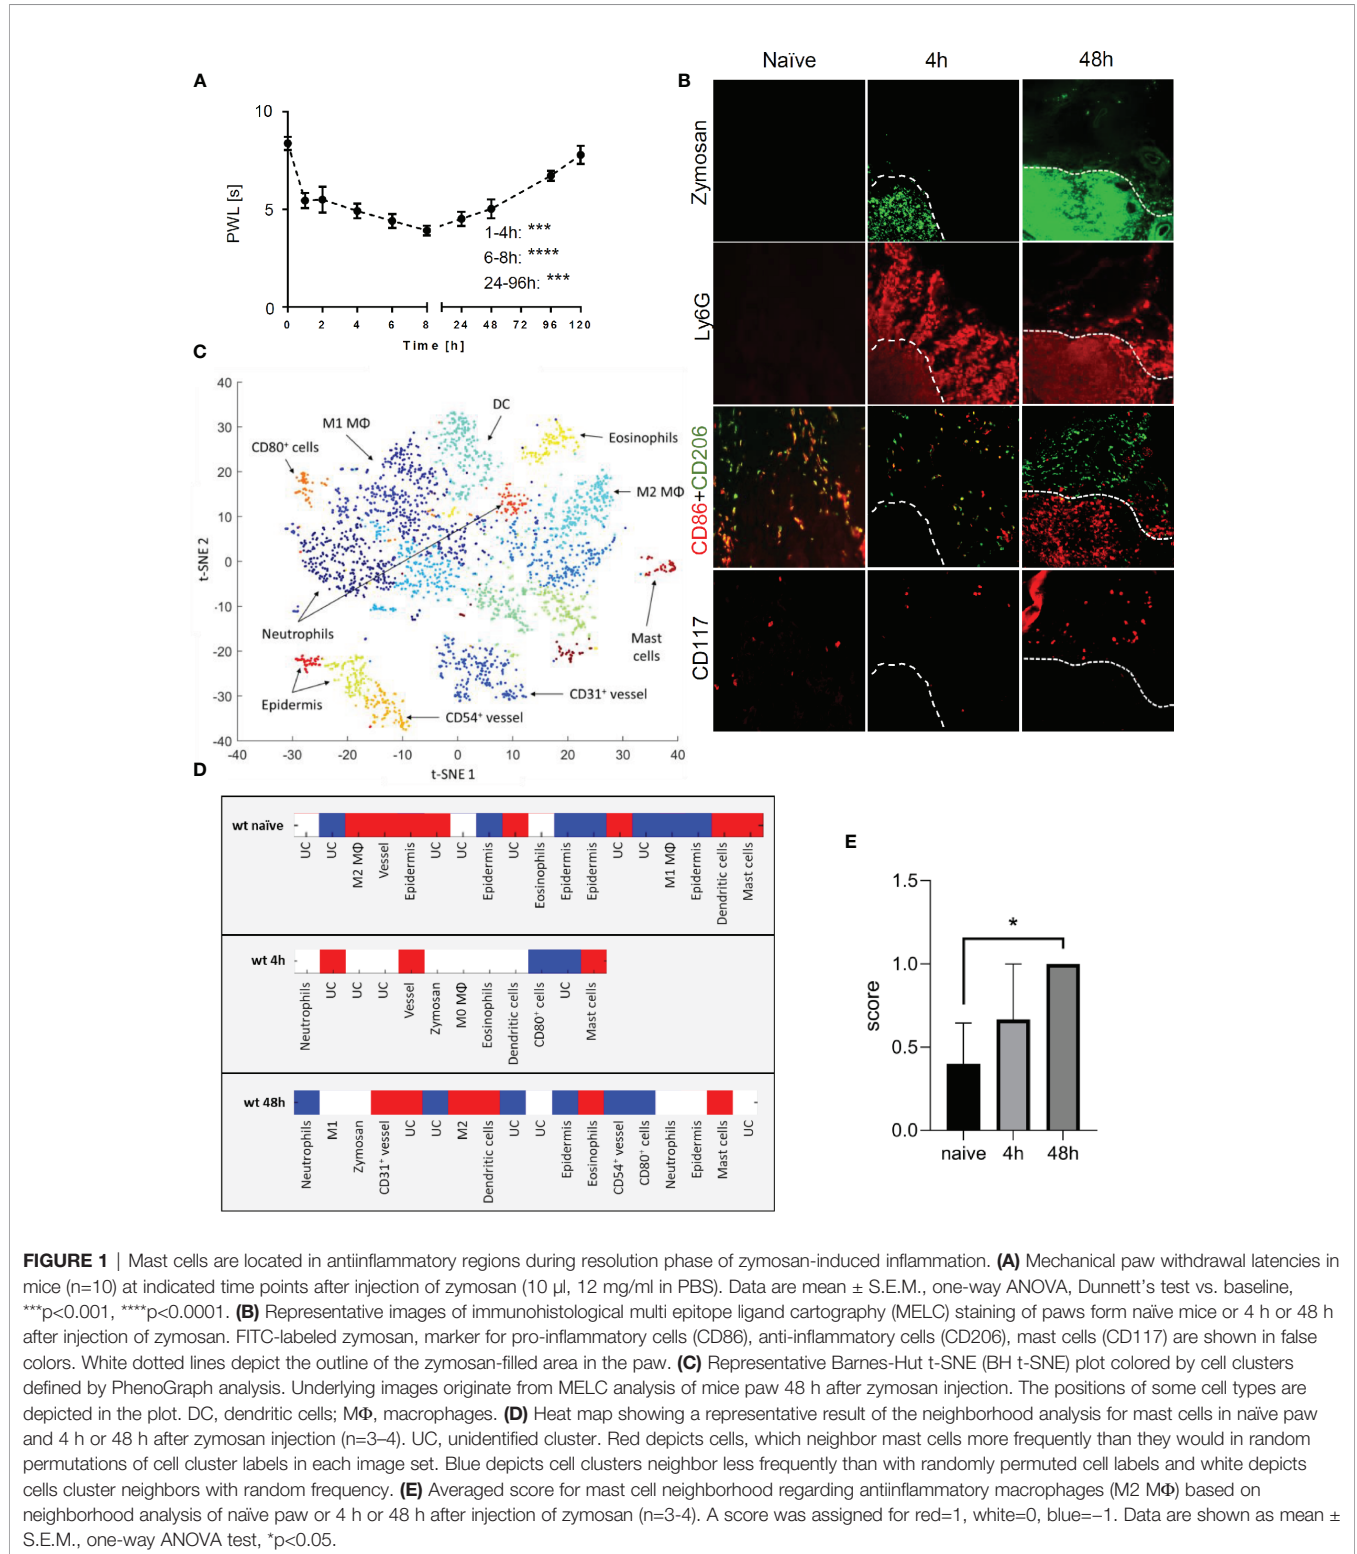 A
10
5
0
PWL [s]
1-4h: ***
6-8h: ****
24-96h: ***
0 2 4 6 8 24 48 72 96 120
Time [h]
B
Naïve 4h 48h
Zymosan
Ly6G
CD86+CD206
CD117
C
40
30
20
10
0
-10
-20
-30
-40
t-SNE 2
DC
M1 MΦ
Eosinophils
CD80⁺ cells
M2 MΦ
Neutrophils
Mast
cells
Epidermis
CD31⁺ vessel
CD54⁺ vessel
-40 -30 -20 -10 0 10 20 30 40
t-SNE 1
D
wt naïve
UC UC M2 MΦ Vessel Epidermis UC UC Epidermis UC Eosinophils Epidermis Epidermis UC UC M1 MΦ Epidermis Dendritic cells Mast cells
wt 4h
Neutrophils UC UC UC Vessel Zymosan M0 MΦ Eosinophils Dendritic cells CD80⁺ cells UC Mast cells
wt 48h
Neutrophils M1 Zymosan CD31⁺ vessel UC UC M2 Dendritic cells UC UC Epidermis Eosinophils CD54⁺ vessel CD80⁺ cells Neutrophils Epidermis Mast cells UC
E
1.5
1.0
0.5
0.0
score
*
naive 4h 48h
FIGURE 1 | Mast cells are located in antiinflammatory regions during resolution phase of zymosan-induced inflammation. (A) Mechanical paw withdrawal latencies in
mice (n=10) at indicated time points after injection of zymosan (10 µl, 12 mg/ml in PBS). Data are mean ± S.E.M., one-way ANOVA, Dunnett's test vs. baseline,
***p<0.001, ****p<0.0001. (B) Representative images of immunohistological multi epitope ligand cartography (MELC) staining of paws form naïve mice or 4 h or 48 h
after injection of zymosan. FITC-labeled zymosan, marker for pro-inflammatory cells (CD86), anti-inflammatory cells (CD206), mast cells (CD117) are shown in false
colors. White dotted lines depict the outline of the zymosan-filled area in the paw. (C) Representative Barnes-Hut t-SNE (BH t-SNE) plot colored by cell clusters
defined by PhenoGraph analysis. Underlying images originate from MELC analysis of mice paw 48 h after zymosan injection. The positions of some cell types are
depicted in the plot. DC, dendritic cells; MΦ, macrophages. (D) Heat map showing a representative result of the neighborhood analysis for mast cells in naïve paw
and 4 h or 48 h after zymosan injection (n=3–4). UC, unidentified cluster. Red depicts cells, which neighbor mast cells more frequently than they would in random
permutations of cell cluster labels in each image set. Blue depicts cell clusters neighbor less frequently than with randomly permuted cell labels and white depicts
cells cluster neighbors with random frequency. (E) Averaged score for mast cell neighborhood regarding antiinflammatory macrophages (M2 MΦ) based on
neighborhood analysis of naïve paw or 4 h or 48 h after injection of zymosan (n=3-4). A score was assigned for red=1, white=0, blue=−1. Data are shown as mean ±
S.E.M., one-way ANOVA test, *p<0.05.